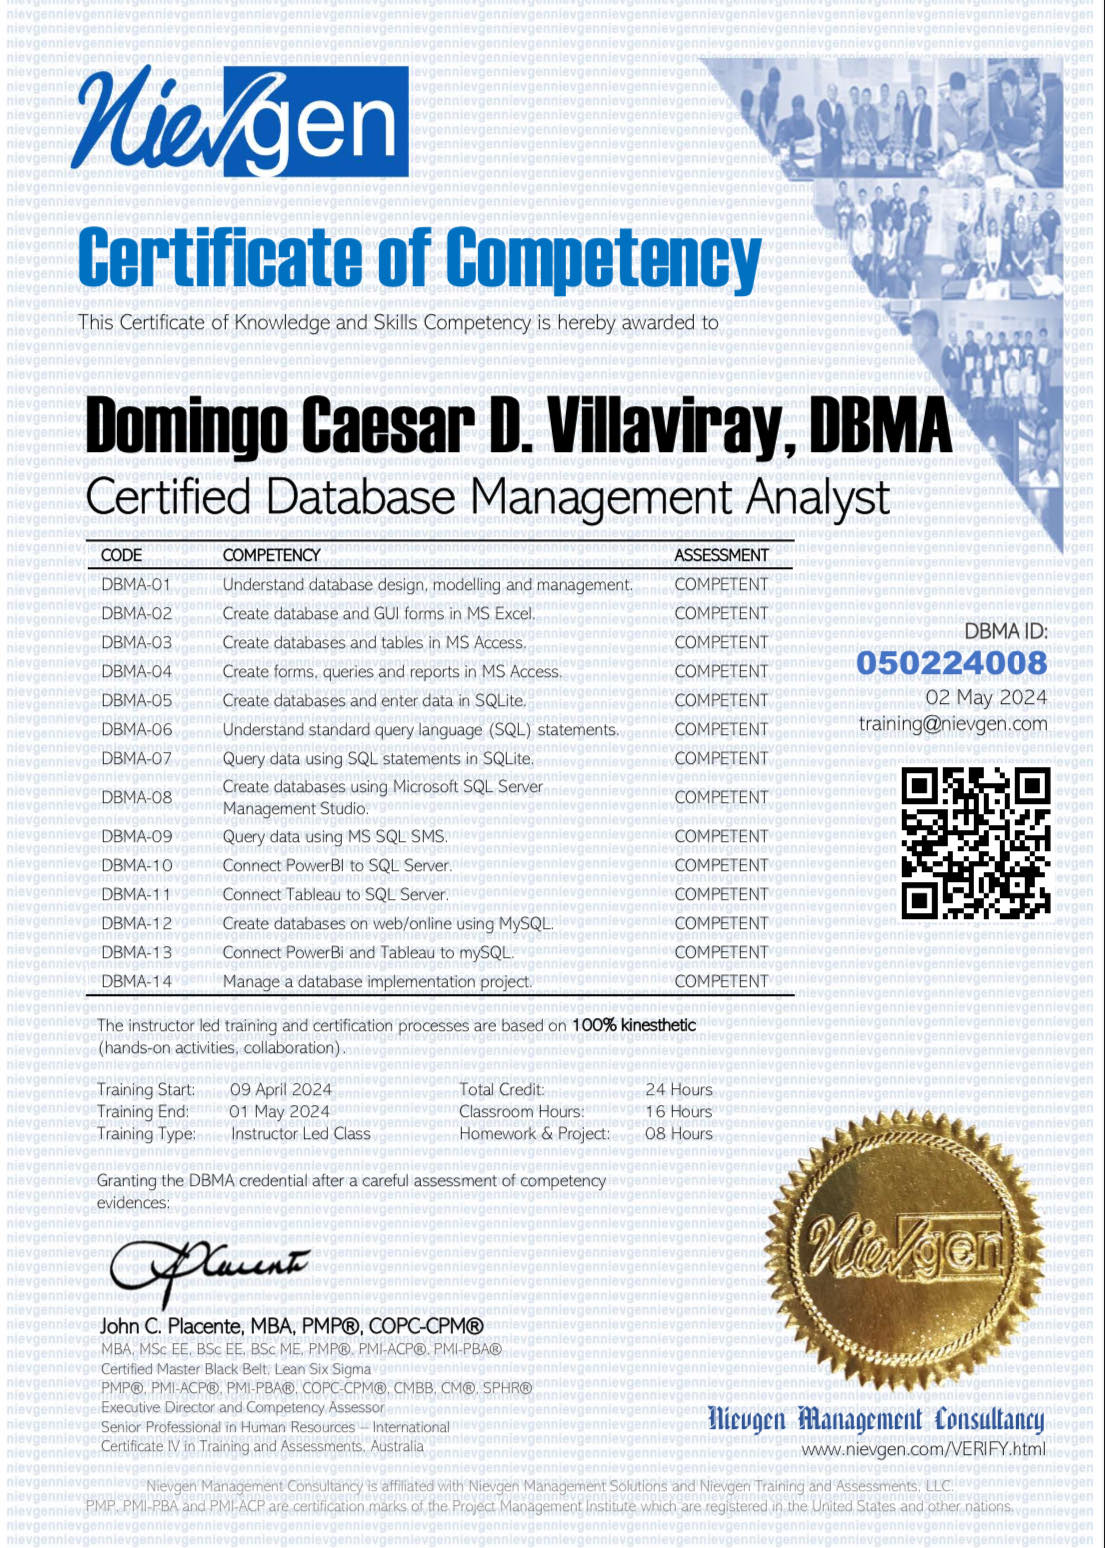 Nievgen
Certificate of Competency
This Certificate of Knowledge and Skills Competency is hereby awarded to
Domingo Caesar D. Villaviray, DBMA
Certified Database Management Analyst
CODE COMPETENCY ASSESSMENT
DBMA-01 Understand database design, modelling and management. COMPETENT
DBMA-02 Create database and GUI forms in MS Excel. COMPETENT
DBMA-03 Create databases and tables in MS Access. COMPETENT
DBMA-04 Create forms, queries and reports in MS Access. COMPETENT
DBMA-05 Create databases and enter data in SQLite. COMPETENT
DBMA-06 Understand standard query language (SQL) statements. COMPETENT
DBMA-07 Query data using SQL statements in SQLite. COMPETENT
DBMA-08 Create databases using Microsoft SQL Server
Management Studio. COMPETENT
DBMA-09 Query data using MS SQL SMS. COMPETENT
DBMA-10 Connect PowerBI to SQL Server. COMPETENT
DBMA-11 Connect Tableau to SQL Server. COMPETENT
DBMA-12 Create databases on web/online using MySQL. COMPETENT
DBMA-13 Connect PowerBi and Tableau to mySQL. COMPETENT
DBMA-14 Manage a database implementation project. COMPETENT
DBMA ID:
050224008
02 May 2024
training@nievgen.com
The instructor led training and certification processes are based on 100% kinesthetic
(hands-on activities, collaboration).
Training Start: 09 April 2024 Total Credit: 24 Hours
Training End: 01 May 2024 Classroom Hours: 16 Hours
Training Type: Instructor Led Class Homework & Project: 08 Hours
Granting the DBMA credential after a careful assessment of competency
evidences:
John C. Placente, MBA, PMP®, COPC-CPM®
MBA, MSc EE, BSc EE, BSc ME, PMP®, PMI-ACP®, PMI-PBA®
Certified Master Black Belt, Lean Six Sigma
PMP®, PMI-ACP®, PMI-PBA®, COPC-CPM®, CMBB, CM®, SPHR®
Executive Director and Competency Assessor
Senior Professional in Human Resources – International
Certificate IV in Training and Assessments, Australia
Nievgen
Nievgen Management Consultancy
www.nievgen.com/VERIFY.html
Nievgen Management Consultancy is affiliated with Nievgen Management Solutions and Nievgen Training and Assessments, LLC.
PMP, PMI-PBA and PMI-ACP are certification marks of the Project Management Institute which are registered in the United States and other nations.